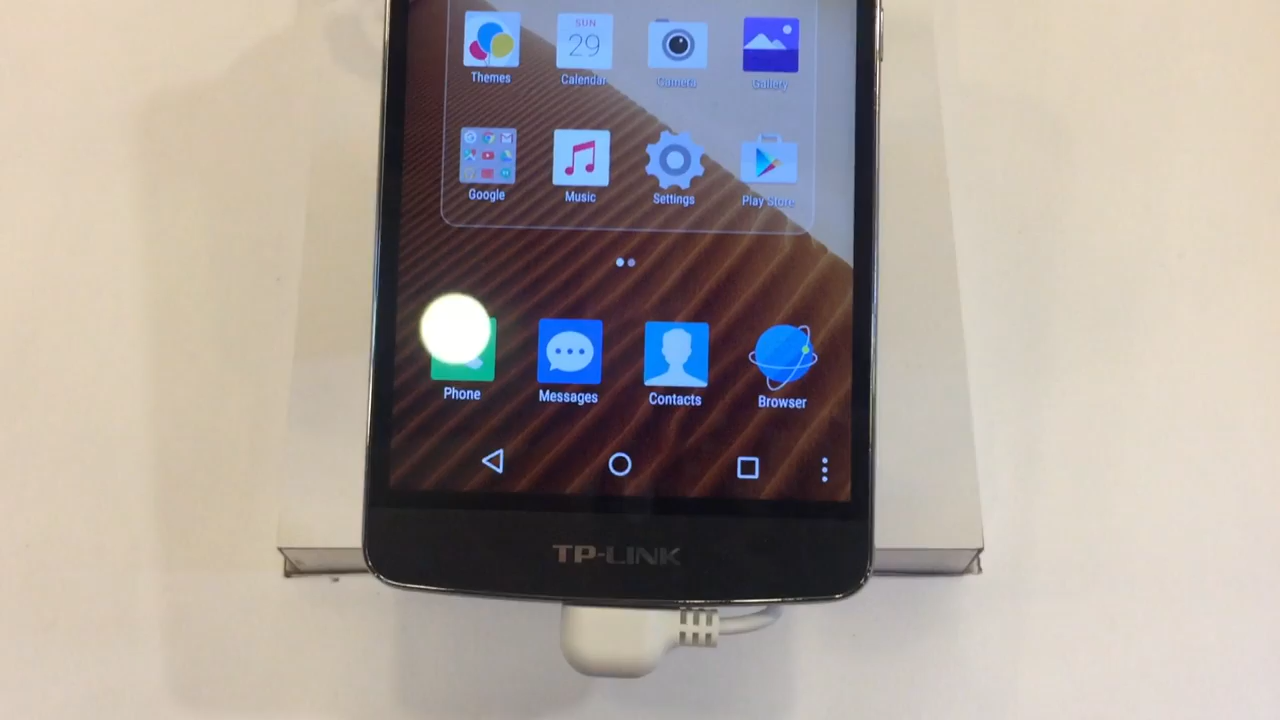 SUN
29
Themes
Calendar
Camera
Gallery
Google
Music
Settings
Play Store
Phone
Messages
Contacts
Browser
TP-LINK